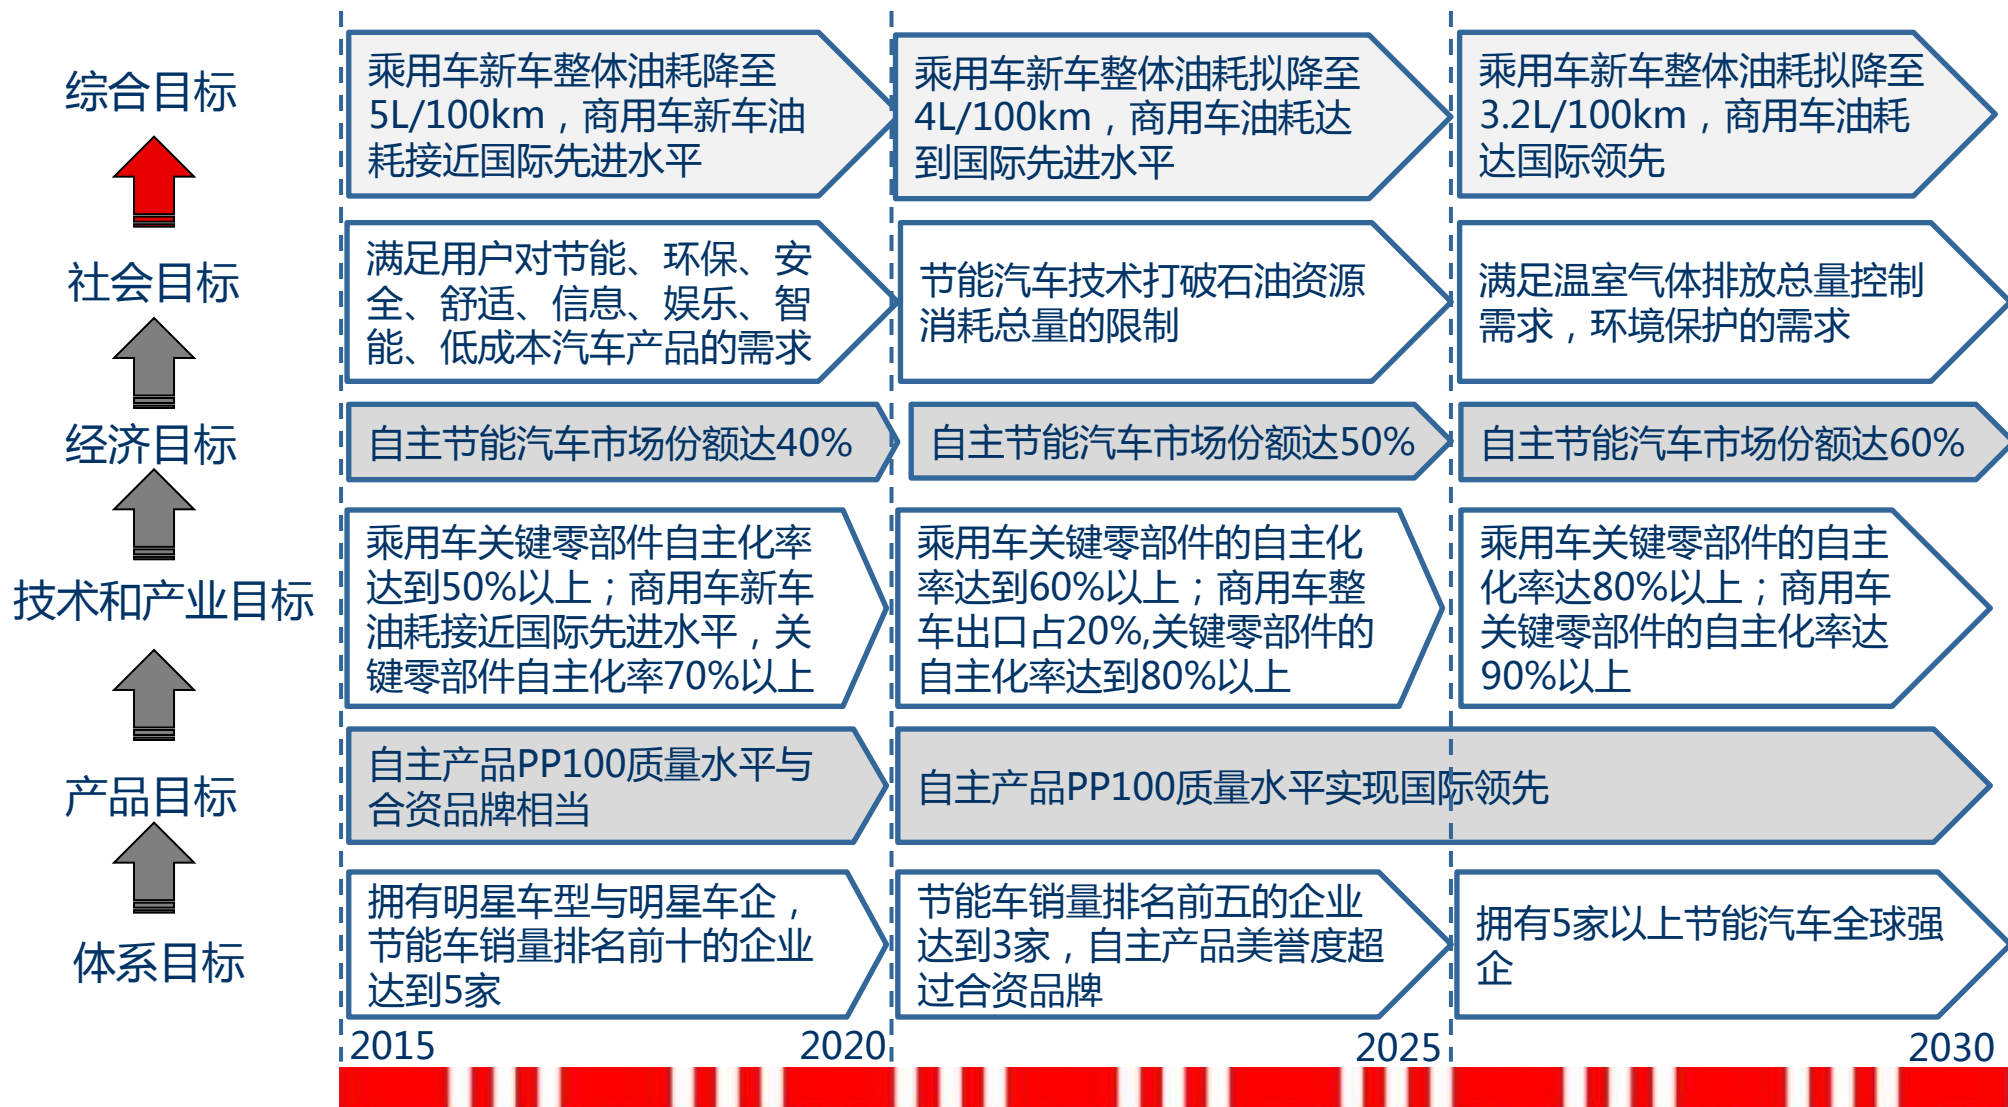 综合目标
乘用车新车整体油耗降至
5L/100km，商用车新车油
耗接近国际先进水平
乘用车新车整体油耗拟降至
4L/100km，商用车油耗达
到国际先进水平
乘用车新车整体油耗拟降至
3.2L/100km，商用车油耗
达国际领先
社会目标
满足用户对节能、环保、安
全、舒适、信息、娱乐、智
能、低成本汽车产品的需求
节能汽车技术打破石油资源
消耗总量的限制
满足温室气体排放总量控制
需求，环境保护的需求
经济目标
自主节能汽车市场份额达40%
自主节能汽车市场份额达50%
自主节能汽车市场份额达60%
技术和产业目标
乘用车关键零部件自主化率
达到50%以上；商用车新车
油耗接近国际先进水平，关
键零部件自主化率70%以上
乘用车关键零部件的自主化
率达到60%以上；商用车整
车出口占20%,关键零部件的
自主化率达到80%以上
乘用车关键零部件的自主
化率达80%以上；商用车
关键零部件的自主化率达
90%以上
产品目标
自主产品PP100质量水平与
合资品牌相当
自主产品PP100质量水平实现国际领先
体系目标
拥有明星车型与明星车企，
节能车销量排名前十的企业
达到5家
节能车销量排名前五的企业
达到3家，自主产品美誉度超
过合资品牌
拥有5家以上节能汽车全球强
企
2015
2020
2025
2030